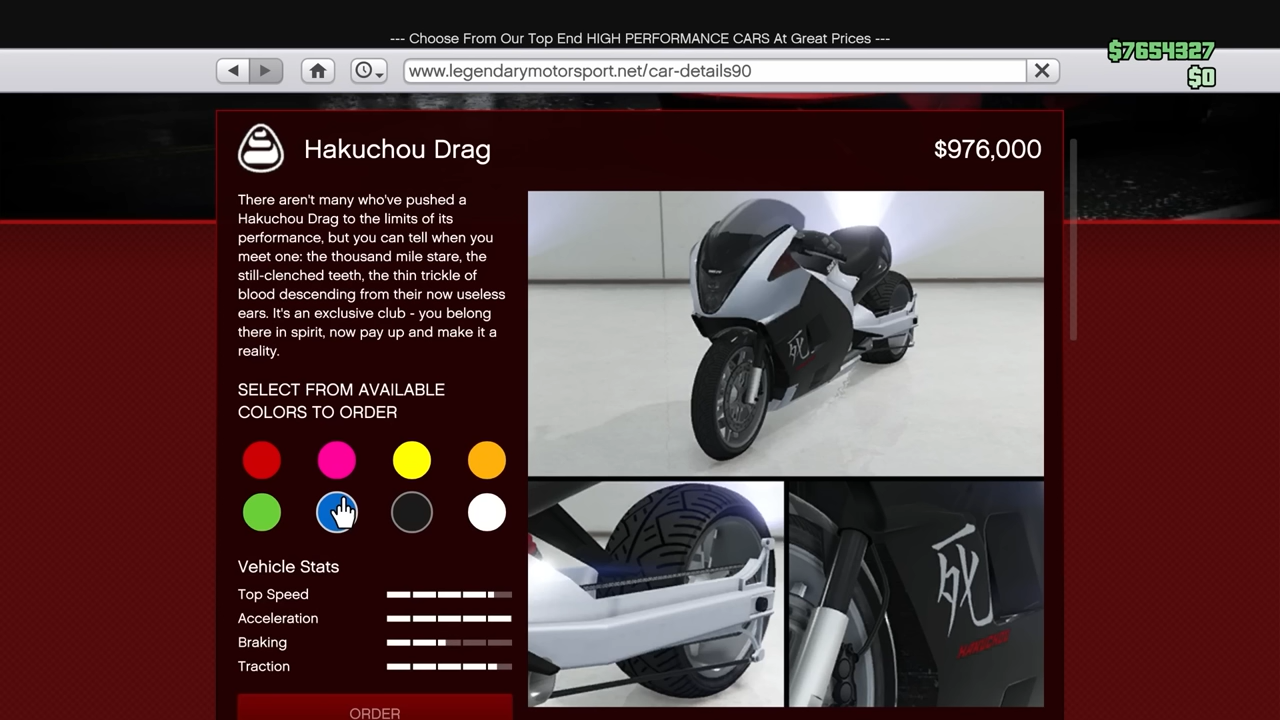 --- Choose From Our Top End HIGH PERFORMANCE CARS At Great Prices ---
$7654327
$0
www.legendarymotorsport.net/car-details90
Hakuchou Drag
$976,000
There aren't many who've pushed a
Hakuchou Drag to the limits of its
performance, but you can tell when you
meet one: the thousand mile stare, the
still-clenched teeth, the thin trickle of
blood descending from their now useless
ears. It's an exclusive club - you belong
there in spirit, now pay up and make it a
reality.
SELECT FROM AVAILABLE
COLORS TO ORDER
Vehicle Stats
Top Speed
Acceleration
Braking
Traction
ORDER
死
死
HAKUCHOU